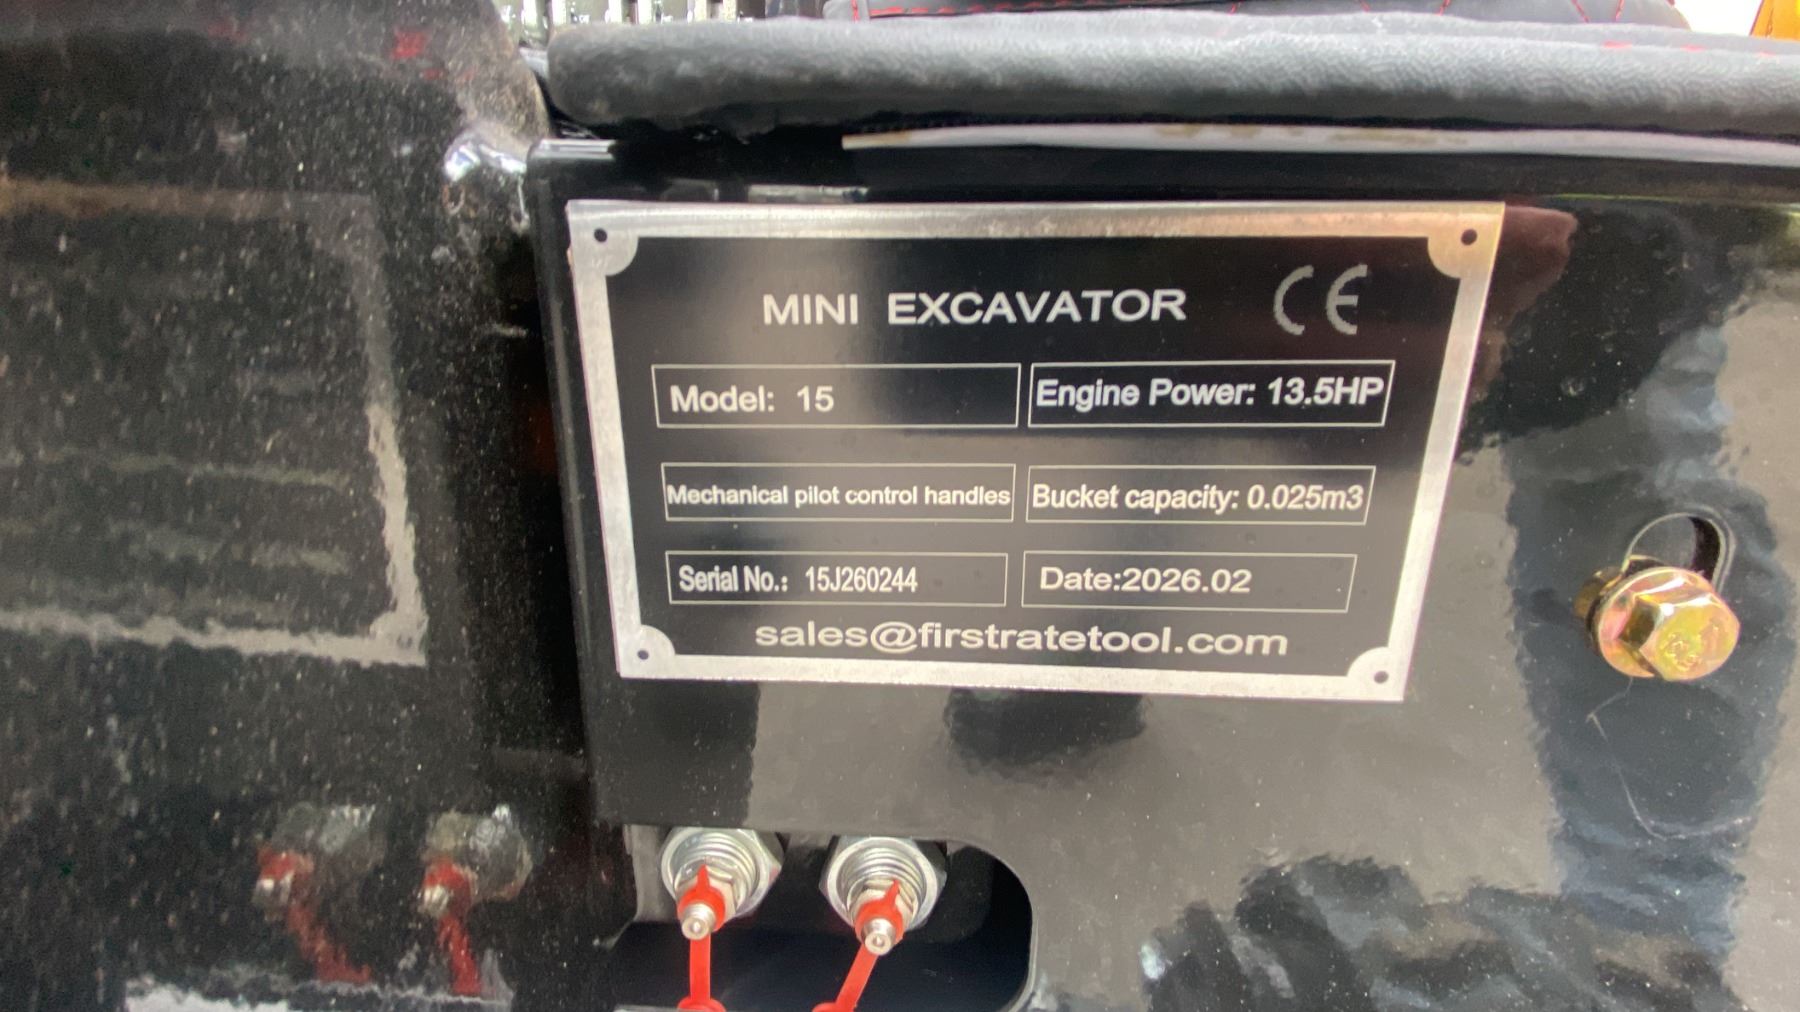 MINI EXCAVATOR CE
Model: 15
Engine Power: 13.5HP
Mechanical pilot control handles
Bucket capacity: 0.025m3
Serial No.: 15J260244
Date:2026.02
sales@firstratetool.com